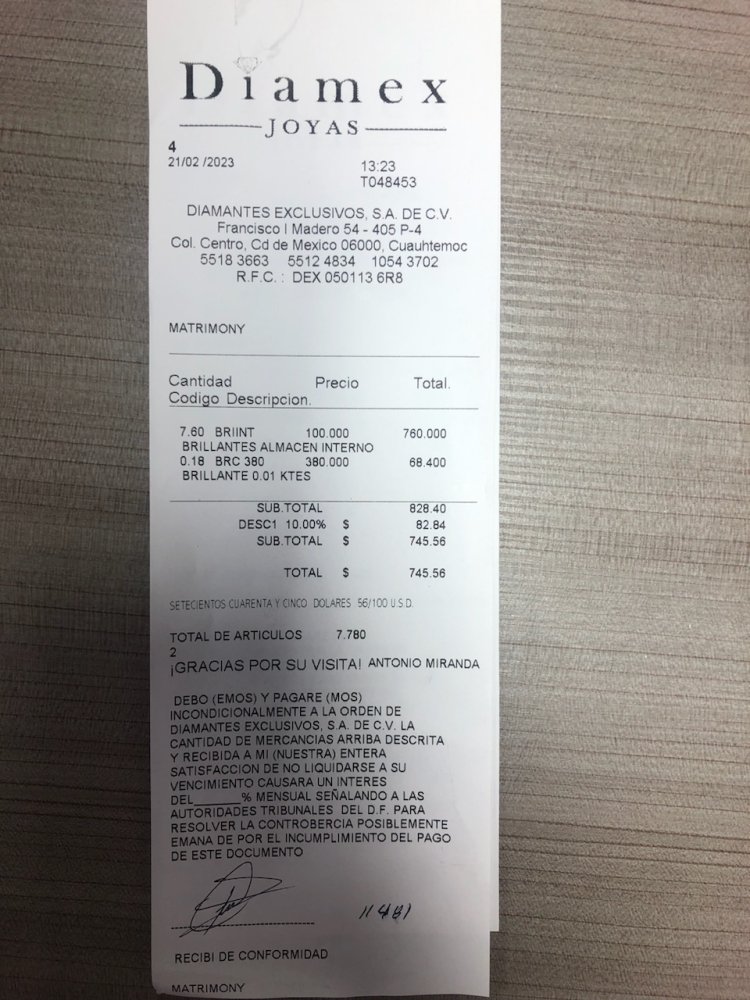 Diamex
JOYAS
4
21/02 /2023 13:23
T048453
DIAMANTES EXCLUSIVOS, S.A. DE C.V.
Francisco I Madero 54 - 405 P-4
Col. Centro, Cd de Mexico 06000, Cuauhtemoc
5518 3663 5512 4834 1054 3702
R.F.C. : DEX 050113 6R8
MATRIMONY
Cantidad Precio Total.
Codigo Descripcion.
7.60 BRIINT 100.000 760.000
BRILLANTES ALMACEN INTERNO
0.18 BRC 380 380.000 68.400
BRILLANTE 0.01 KTES
SUB.TOTAL 828.40
DESC1 10.00% $ 82.84
SUB.TOTAL $ 745.56
TOTAL $ 745.56
SETECIENTOS CUARENTA Y CINCO DOLARES 56/100 U.S.D.
TOTAL DE ARTICULOS 7.780
2
¡GRACIAS POR SU VISITA! ANTONIO MIRANDA
DEBO (EMOS) Y PAGARE (MOS)
INCONDICIONALMENTE A LA ORDEN DE
DIAMANTES EXCLUSIVOS, S.A. DE C.V. LA
CANTIDAD DE MERCANCIAS ARRIBA DESCRITA
Y RECIBIDA A MI (NUESTRA) ENTERA
SATISFACCION DE NO LIQUIDARSE A SU
VENCIMIENTO CAUSARA UN INTERES
DEL______% MENSUAL SEÑALANDO A LAS
AUTORIDADES TRIBUNALES DEL D.F. PARA
RESOLVER LA CONTROBERCIA POSIBLEMENTE
EMANA DE POR EL INCUMPLIMIENTO DEL PAGO
DE ESTE DOCUMENTO
RECIBI DE CONFORMIDAD
MATRIMONY